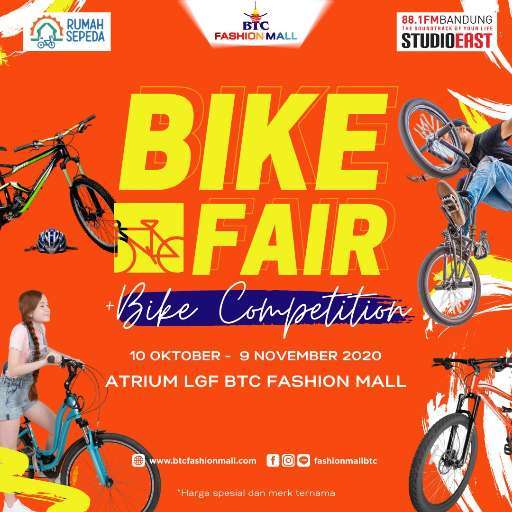 RUMAH
SEPEDA
BTC
FASHION MALL
88.1FM BANDUNG
THE SOUNDTRACK OF YOUR LIFE
STUDIOEAST
BIKE
FAIR
+Bike Competition
10 OKTOBER - 9 NOVEMBER 2020
ATRIUM LGF BTC FASHION MALL
www.btcfashionmall.com
fashionmallbtc
*Harga spesial dan merk ternama